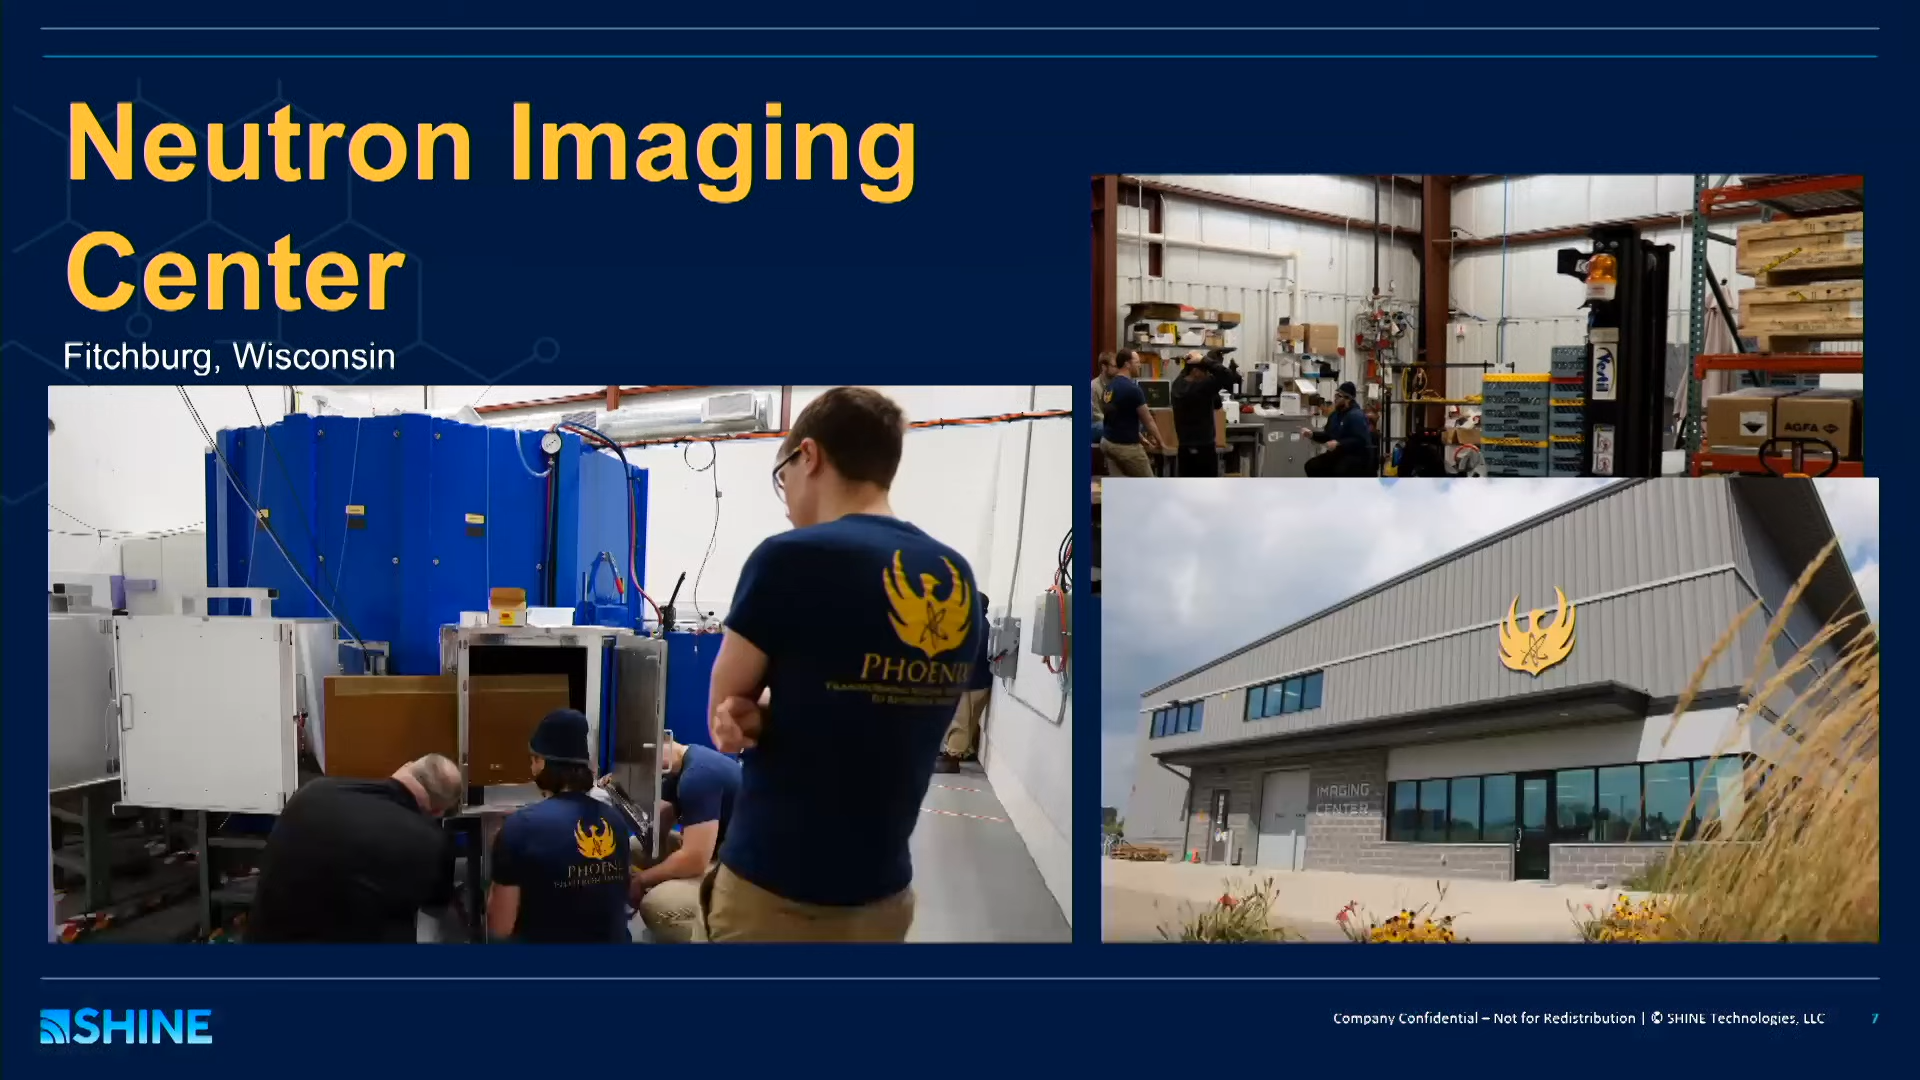 Neutron Imaging
Center
Fitchburg, Wisconsin
AGFA
PHOENIX
PHOENI
IMAGING
CENTER
SHINE
Company Confidential – Not for Redistribution | © SHINE Technologies, LLC
7